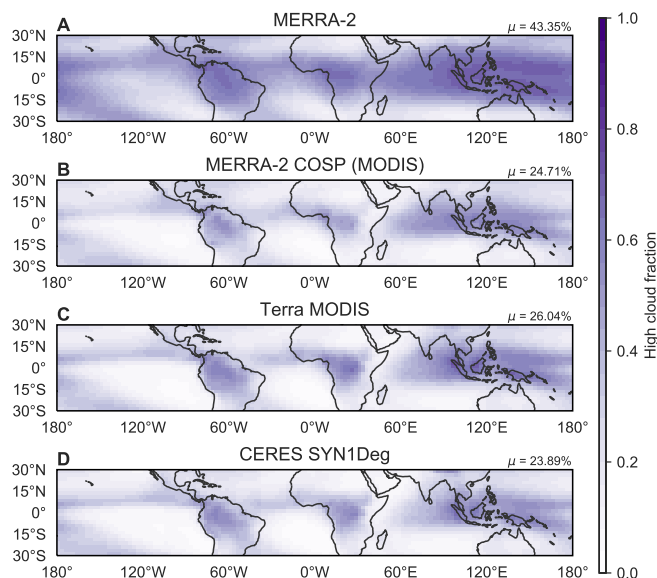 A MERRA-2 μ = 43.35%
30°N
15°N
0°
15°S
30°S
180° 120°W 60°W 0°W 60°E 120°E 180°
B MERRA-2 COSP (MODIS) μ = 24.71%
30°N
15°N
0°
15°S
30°S
180° 120°W 60°W 0°W 60°E 120°E 180°
C Terra MODIS μ = 26.04%
30°N
15°N
0°
15°S
30°S
180° 120°W 60°W 0°W 60°E 120°E 180°
D CERES SYN1Deg μ = 23.89%
30°N
15°N
0°
15°S
30°S
180° 120°W 60°W 0°W 60°E 120°E 180°
1.0
0.8
0.6
0.4
0.2
0.0
High cloud fraction